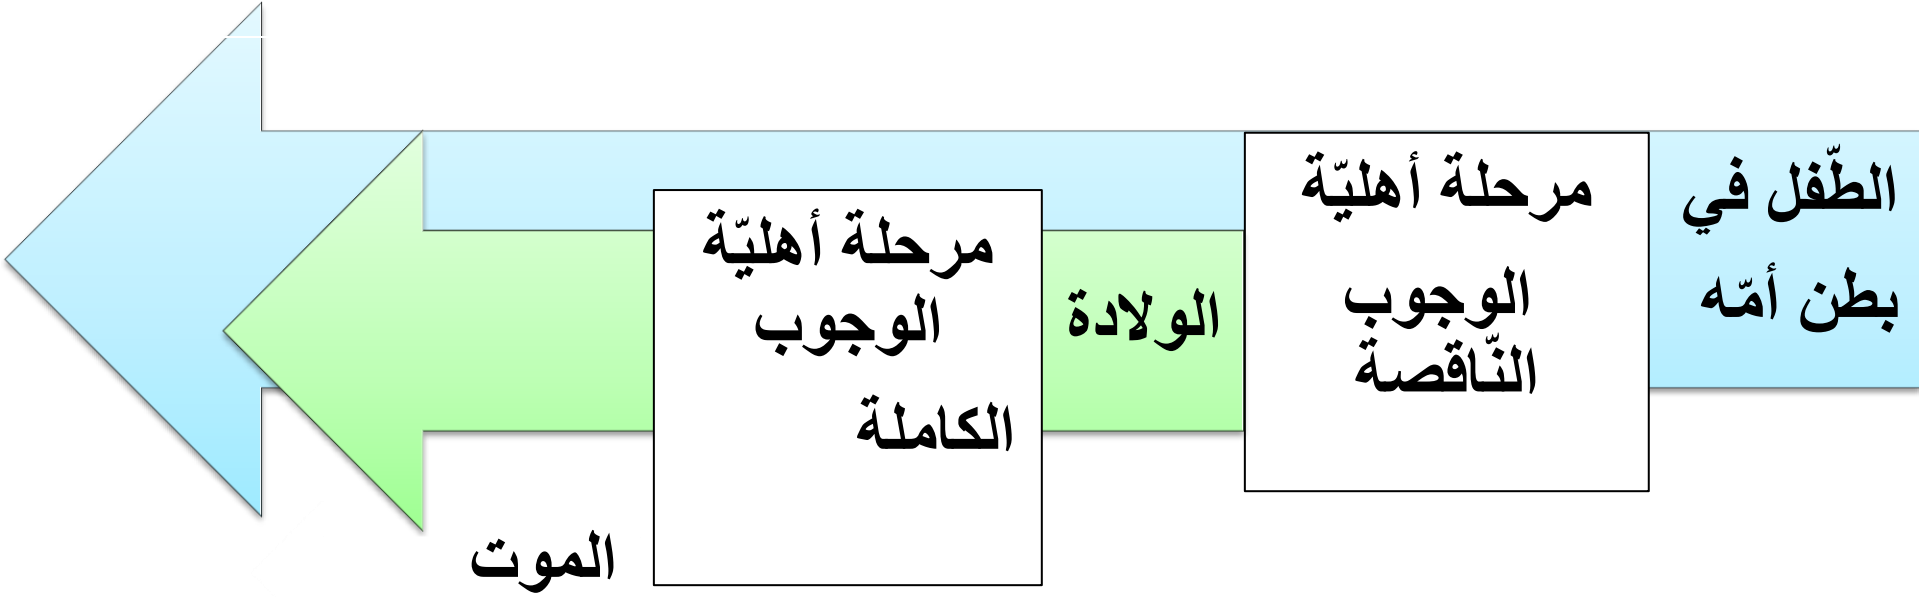 الطّفل في
بطن أمّه
مرحلة أهليّة
الوجوب
النّاقصة
الولادة
مرحلة أهليّة
الوجوب
الكاملة
الموت